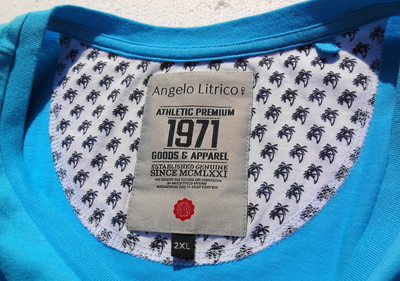 Angelo Litrico
ATHLETIC PREMIUM
1971
GOODS & APPAREL
ESTABLISHED GENUINE
SINCE MCMLXXI
2XL